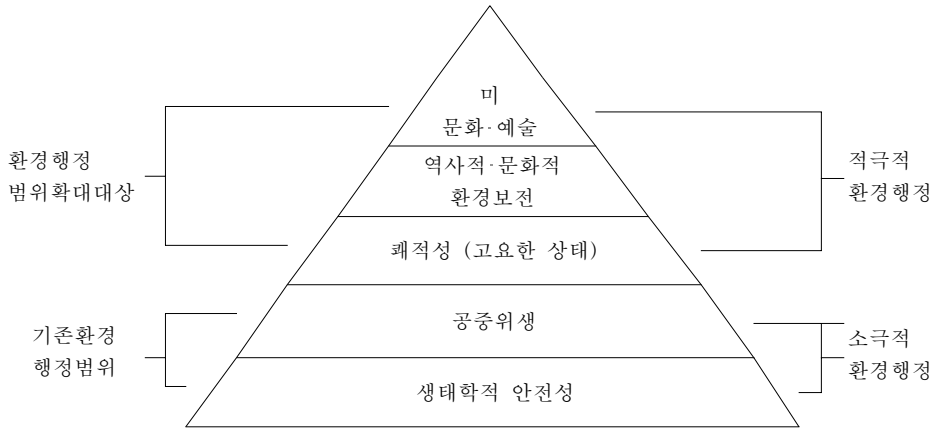 미
문화·예술
환경행정
범위확대대상
역사적·문화적
환경보전
적극적
환경행정
쾌적성 (고요한 상태)
기존환경
행정범위
공중위생
소극적
환경행정
생태학적 안전성